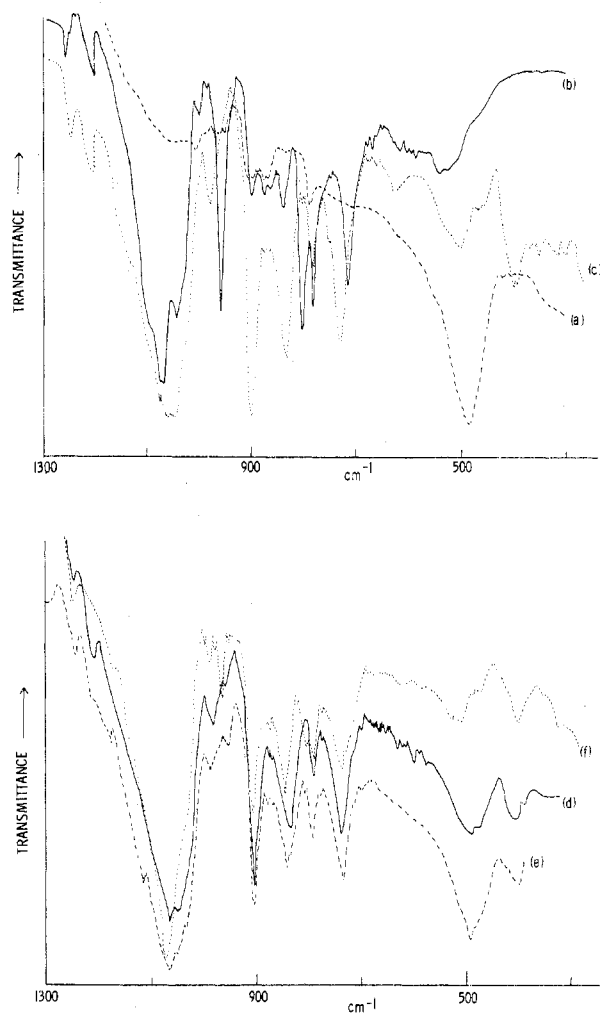 TRANSMITTANCE
(b)
(c)
(a)
1300 900 500
cm⁻¹
TRANSMITTANCE
(f)
(d)
(e)
1300 900 500
cm⁻¹